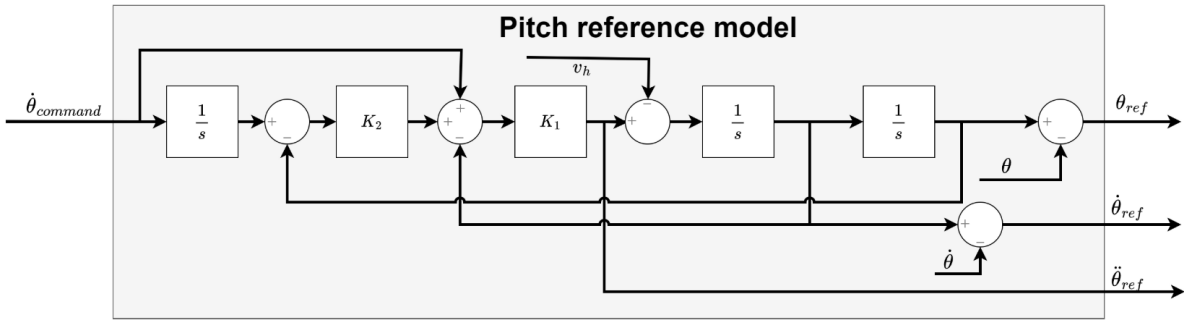 Pitch reference model
θ̇_command
1/s
+
−
K₂
+
+
−
K₁
v_h
−
+
1/s
1/s
+
−
θ
θ_ref
+
−
θ̇
θ̇_ref
θ̈_ref